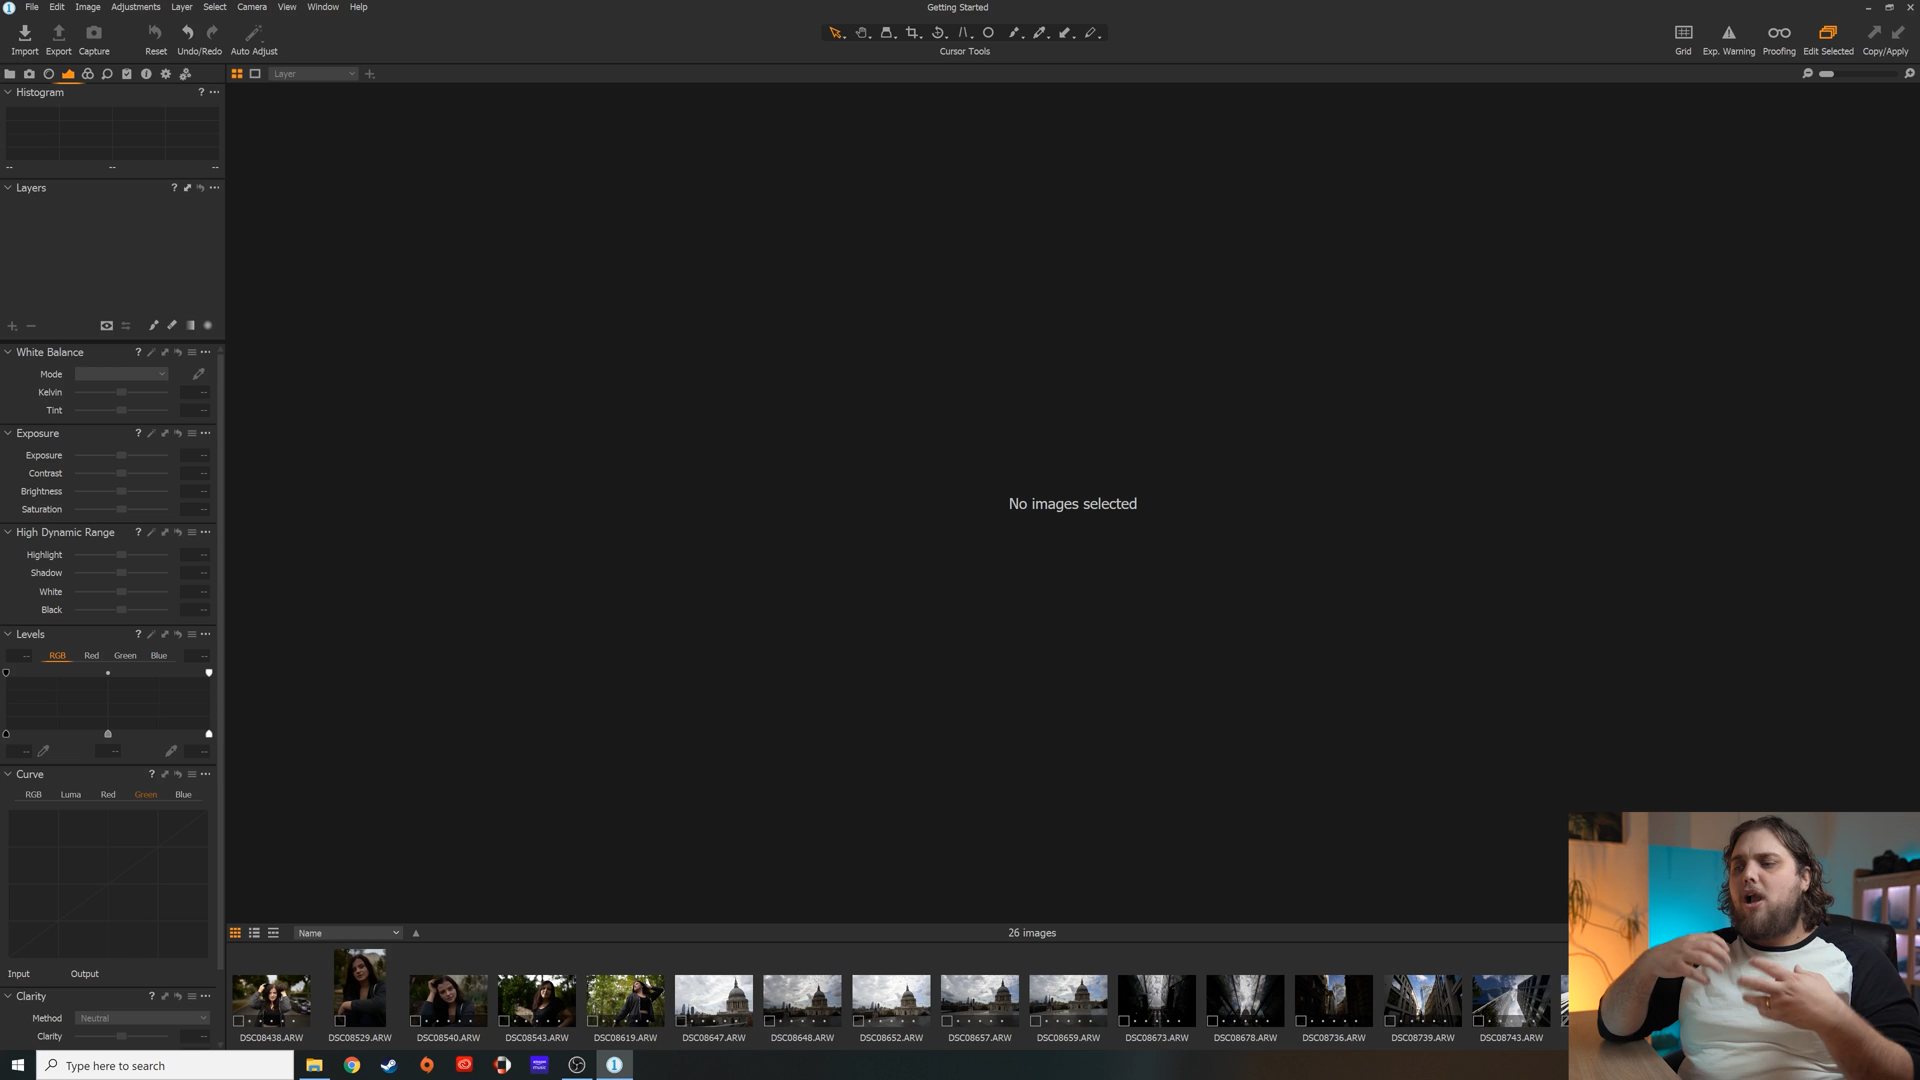 File Edit Image Adjustments Layer Select Camera View Window Help
Getting Started
Import Export Capture Reset Undo/Redo Auto Adjust
Cursor Tools
Grid Exp. Warning Proofing Edit Selected Copy/Apply
Layer
Histogram ? ...
-- -- --
Layers ? ...
White Balance ? ...
Mode
Kelvin --
Tint --
Exposure ? ...
Exposure --
Contrast --
Brightness --
Saturation --
High Dynamic Range ? ...
Highlight --
Shadow --
White --
Black --
Levels ? ...
-- RGB Red Green Blue --
-- -- --
Curve ? ...
RGB Luma Red Green Blue
Input Output
Clarity ? ...
Method Neutral
Clarity --
No images selected
Name
26 images
DSC08438.ARW DSC08529.ARW DSC08540.ARW DSC08543.ARW DSC08619.ARW DSC08647.ARW DSC08648.ARW DSC08652.ARW DSC08657.ARW DSC08659.ARW DSC08673.ARW DSC08678.ARW DSC08736.ARW DSC08739.ARW DSC08743.ARW
Type here to search
amazon music
1